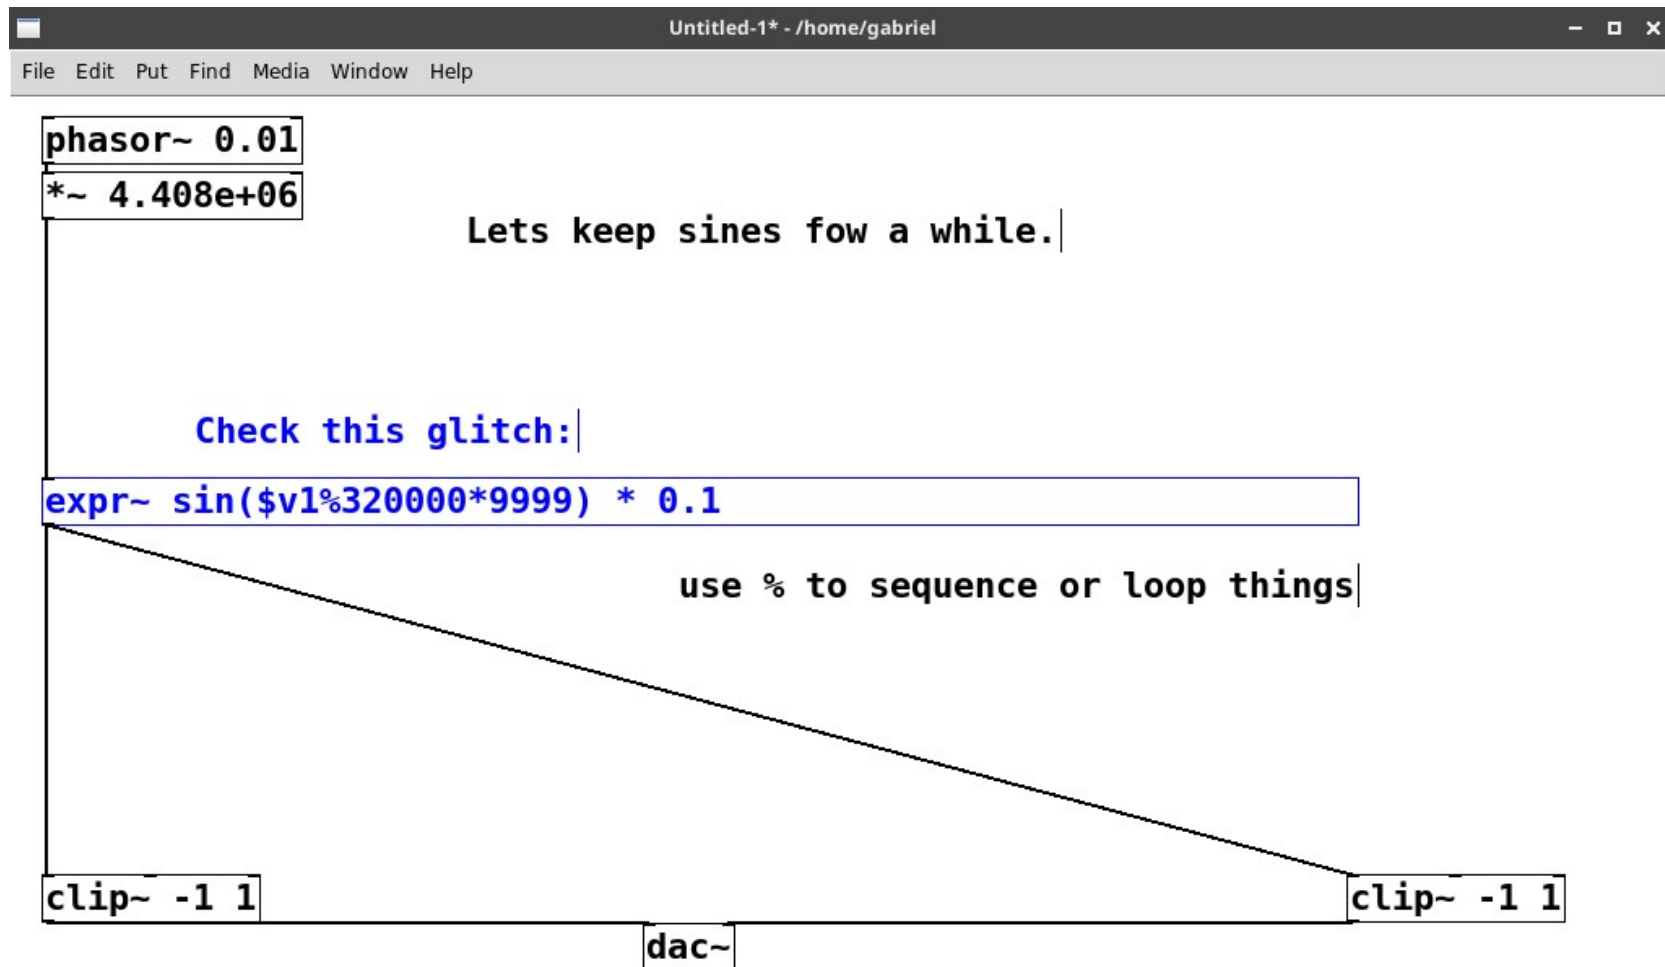 Untitled-1* - /home/gabriel
File Edit Put Find Media Window Help
phasor~ 0.01
*~ 4.408e+06
Lets keep sines fow a while.
Check this glitch:
expr~ sin($v1%320000*9999) * 0.1
use % to sequence or loop things
clip~ -1 1
clip~ -1 1
dac~